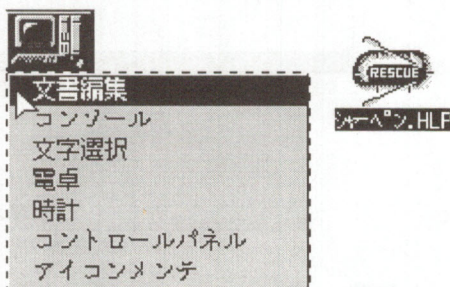 文書編集
コンソール
文字選択
電卓
時計
コントロールパネル
アイコンメンテ
RESCUE
シャーペン.HLP